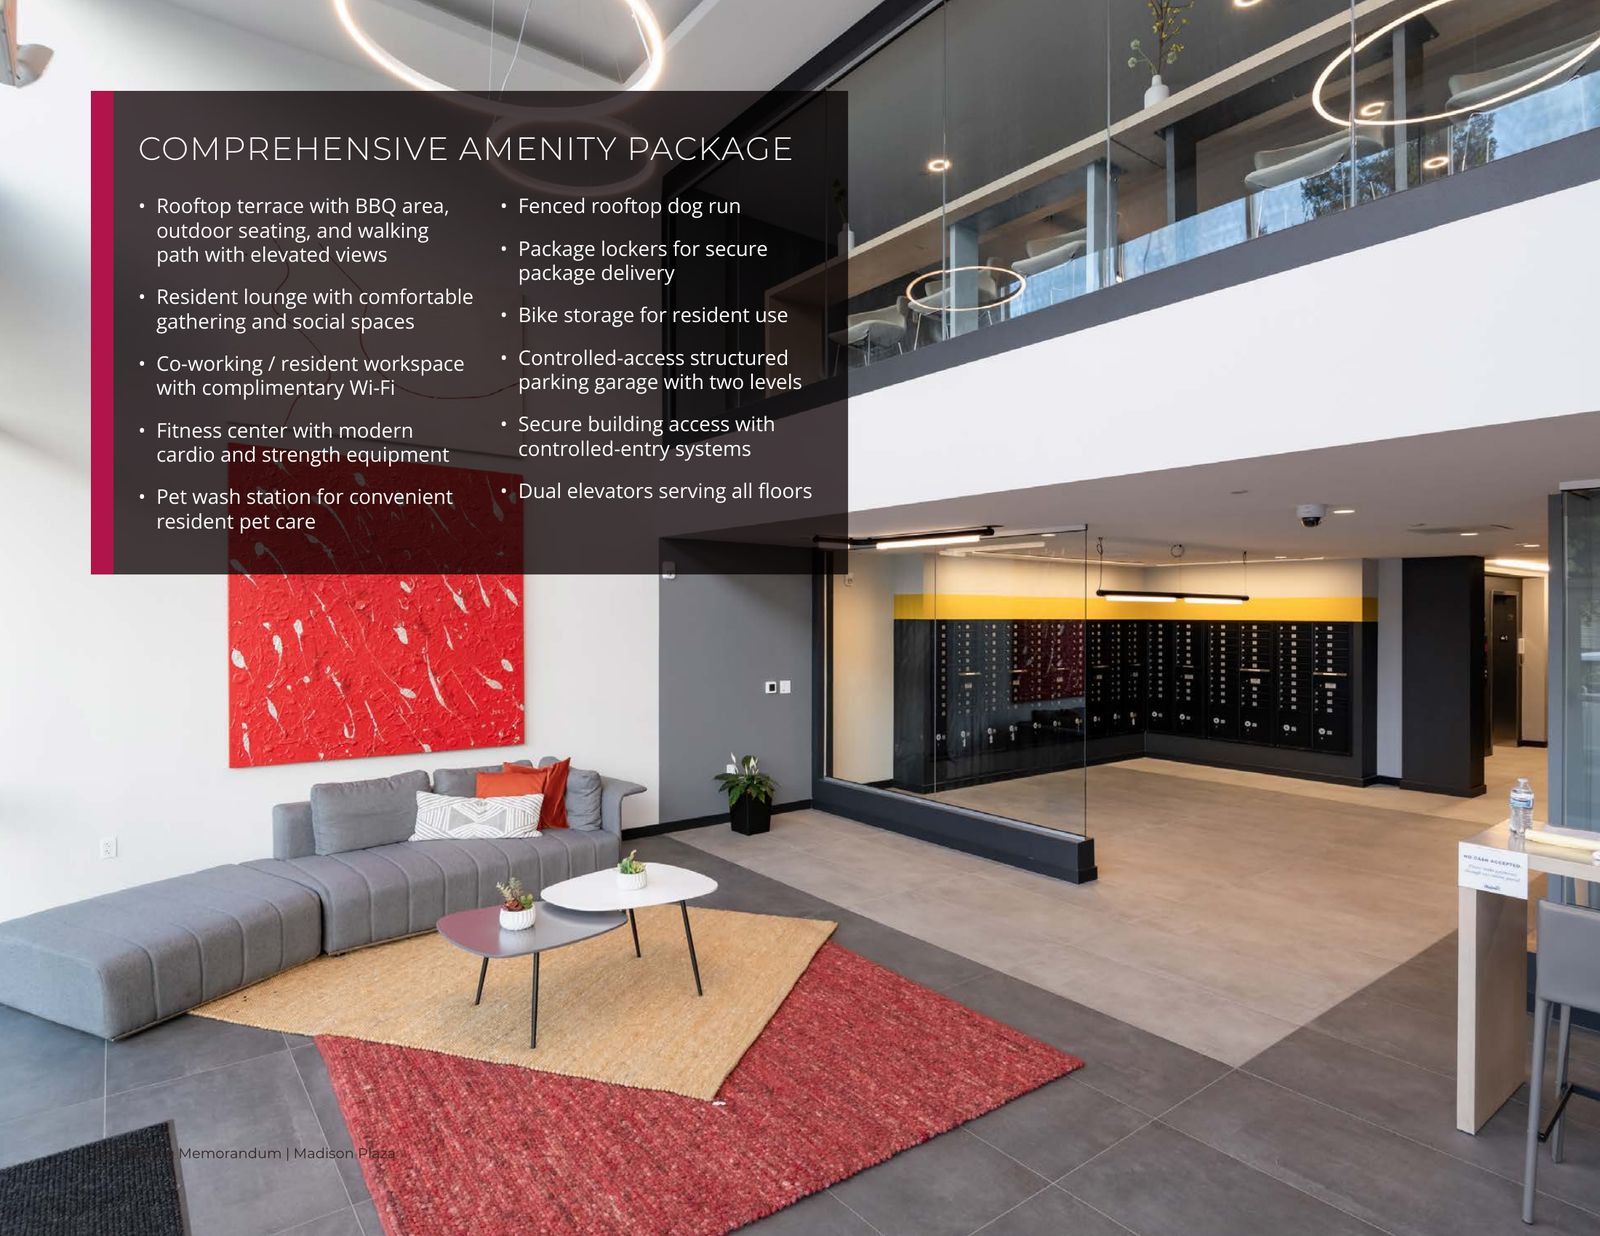 COMPREHENSIVE AMENITY PACKAGE
• Rooftop terrace with BBQ area,
outdoor seating, and walking
path with elevated views
• Resident lounge with comfortable
gathering and social spaces
• Co-working / resident workspace
with complimentary Wi-Fi
• Fitness center with modern
cardio and strength equipment
• Pet wash station for convenient
resident pet care
• Fenced rooftop dog run
• Package lockers for secure
package delivery
• Bike storage for resident use
• Controlled-access structured
parking garage with two levels
• Secure building access with
controlled-entry systems
• Dual elevators serving all floors
NO CASH ACCEPTED
Memorandum | Madison Plaza